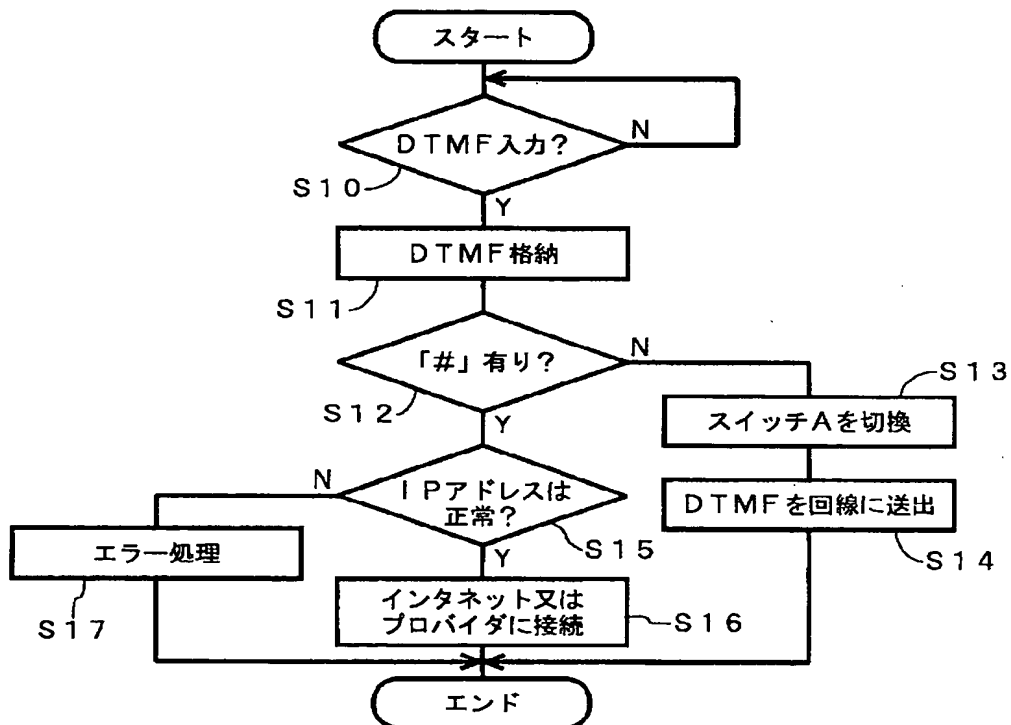 スタート
DTMF入力?
N
S10
Y
DTMF格納
S11
「#」有り?
N
S12
Y
S13
スイッチAを切換
N
IPアドレスは
正常?
DTMFを回線に送出
S15
Y
S14
エラー処理
S17
インタネット又は
プロバイダに接続
S16
エンド